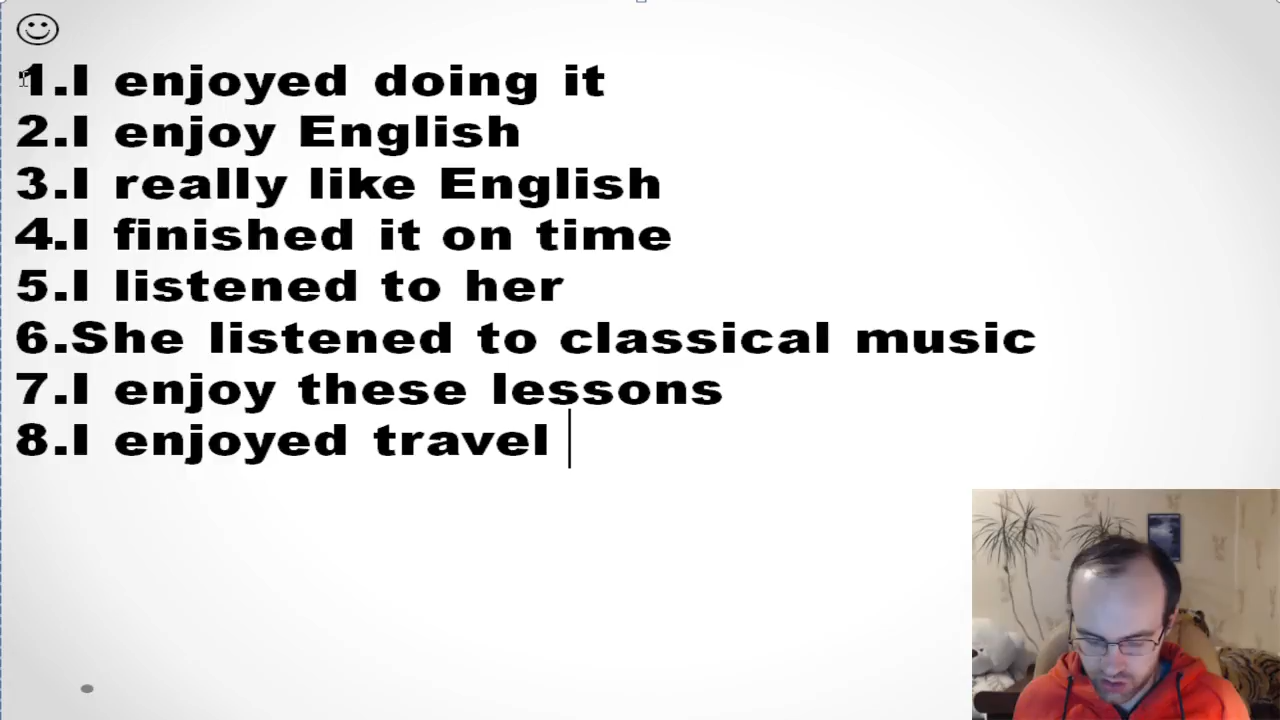 1.I enjoyed doing it
2.I enjoy English
3.I really like English
4.I finished it on time
5.I listened to her
6.She listened to classical music
7.I enjoy these lessons
8.I enjoyed travel